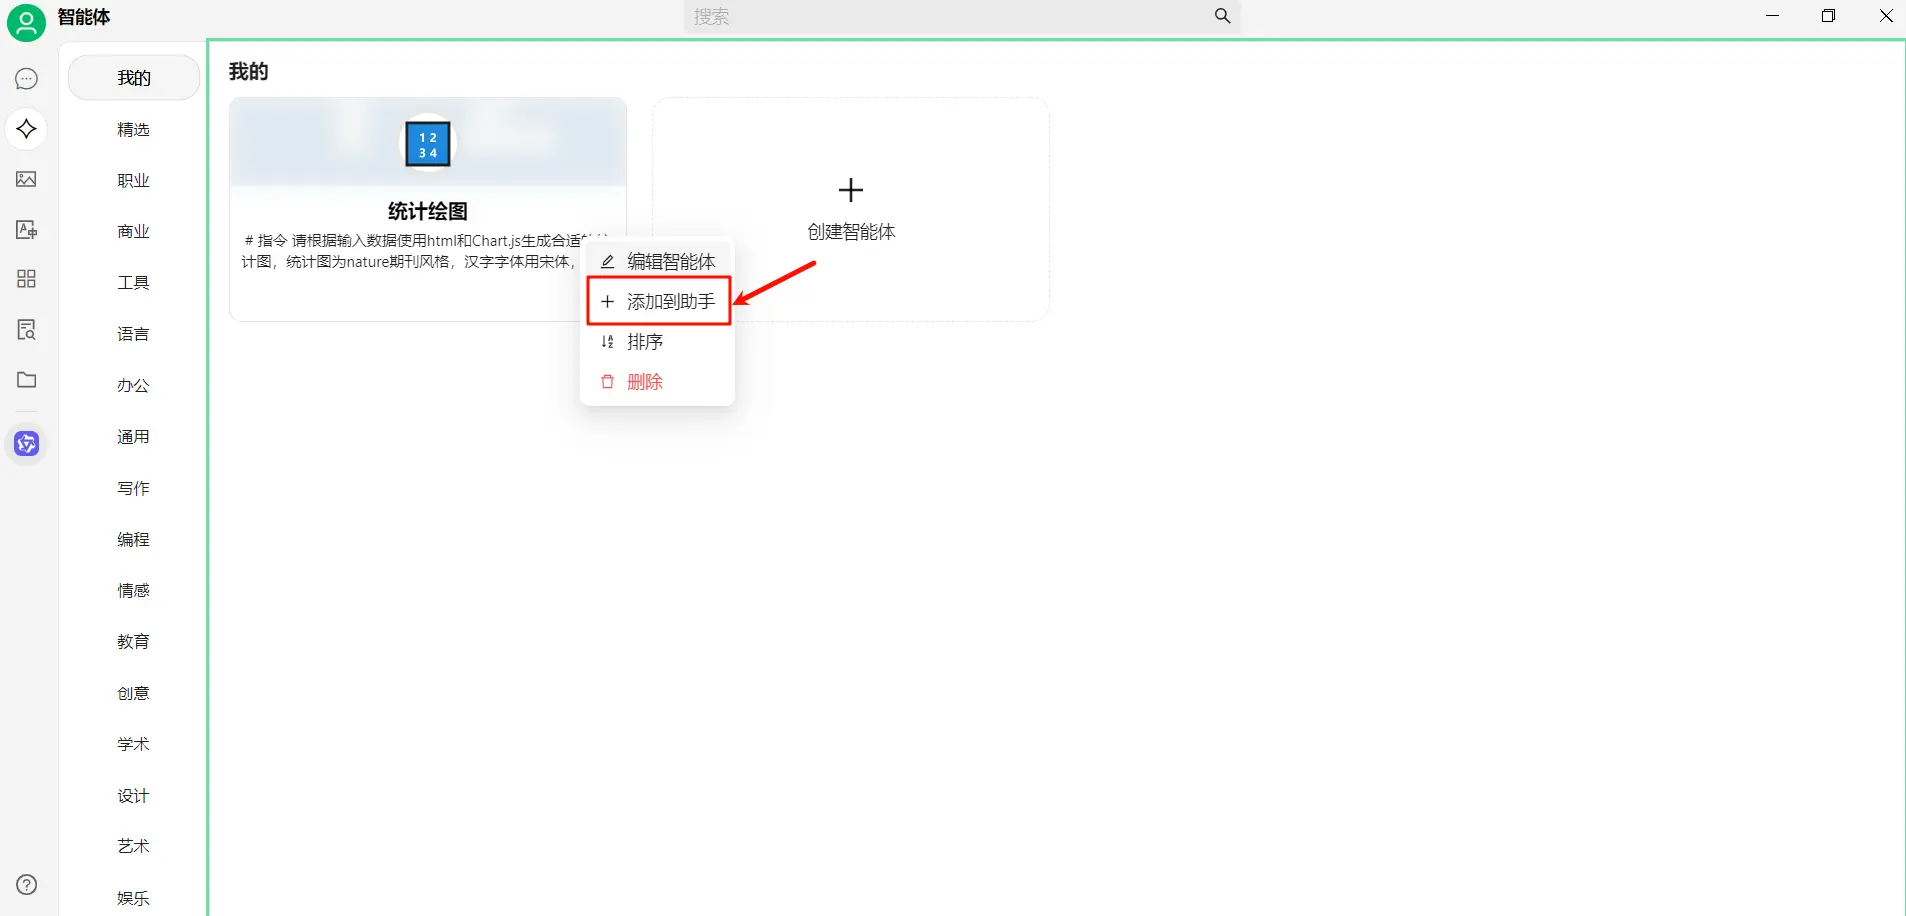 智能体
搜索
我的
精选
职业
商业
工具
语言
办公
通用
写作
编程
情感
教育
创意
学术
设计
艺术
娱乐
我的
1 2
3 4
统计绘图
# 指令 请根据输入数据使用html和Chart.js生成合适的
计图，统计图为nature期刊风格，汉字字体用宋体，
创建智能体
编辑智能体
添加到助手
排序
删除